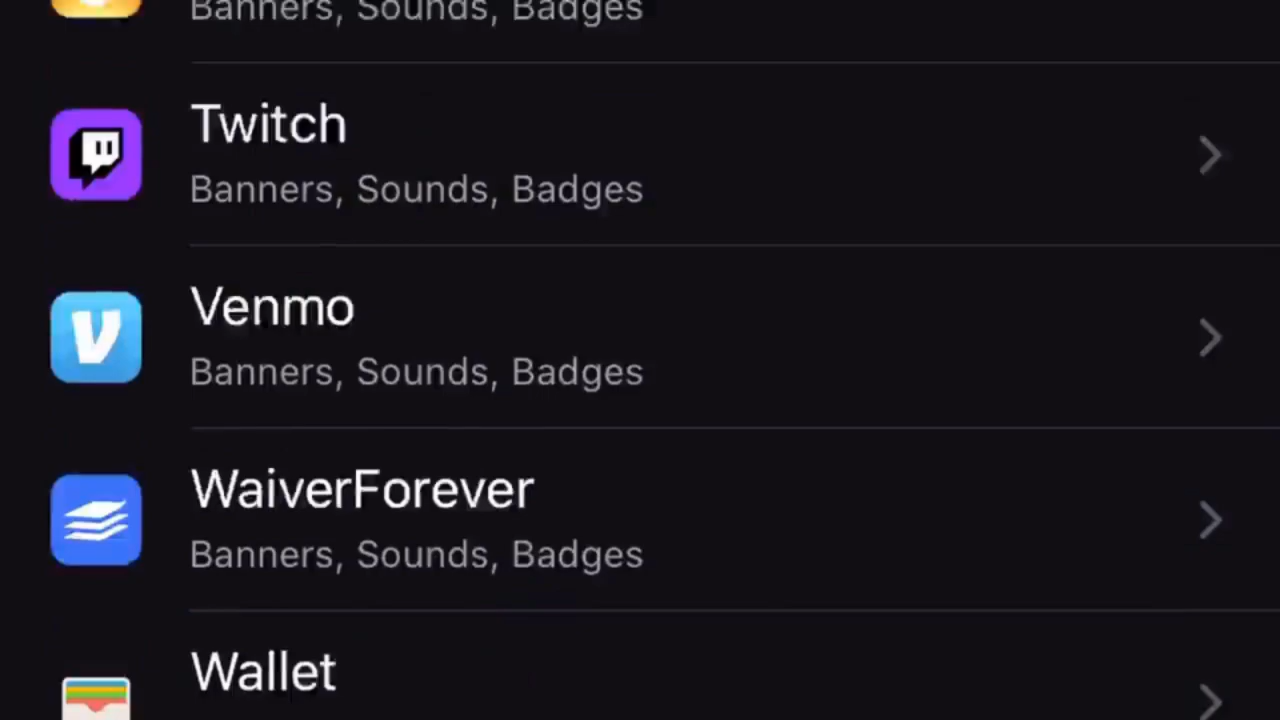 Banners, Sounds, Badges
Twitch
Banners, Sounds, Badges
Venmo
Banners, Sounds, Badges
WaiverForever
Banners, Sounds, Badges
Wallet